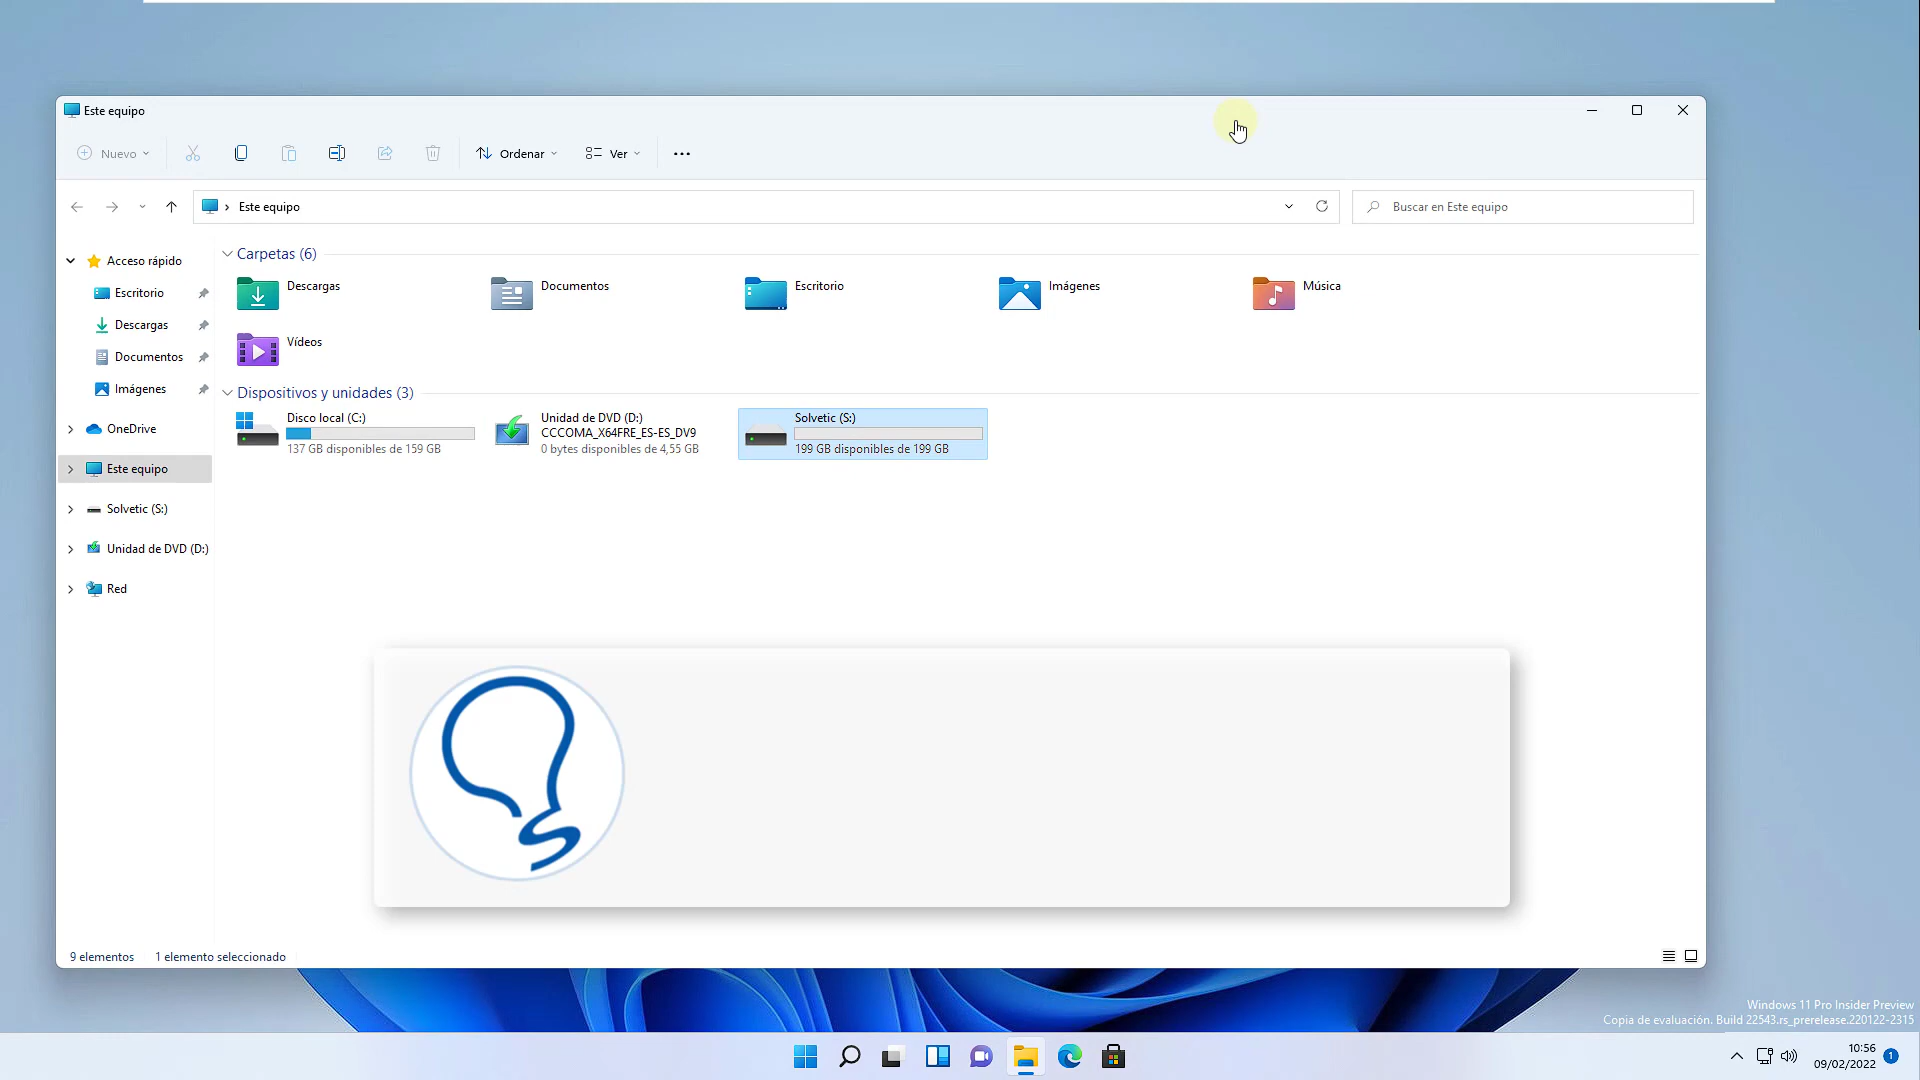 Este equipo
Nuevo
Ordenar
Ver
Este equipo
Buscar en Este equipo
Acceso rápido
Escritorio
Descargas
Documentos
Imágenes
OneDrive
Este equipo
Solvetic (S:)
Unidad de DVD (D:)
Red
Carpetas (6)
Descargas
Documentos
Escritorio
Imágenes
Música
Vídeos
Dispositivos y unidades (3)
Disco local (C:)
137 GB disponibles de 159 GB
Unidad de DVD (D:)
CCCOMA_X64FRE_ES-ES_DV9
0 bytes disponibles de 4,55 GB
Solvetic (S:)
199 GB disponibles de 199 GB
9 elementos
1 elemento seleccionado
Windows 11 Pro Insider Preview
Copia de evaluación. Build 22543.rs_prerelease.220122-2315
10:56
09/02/2022
1